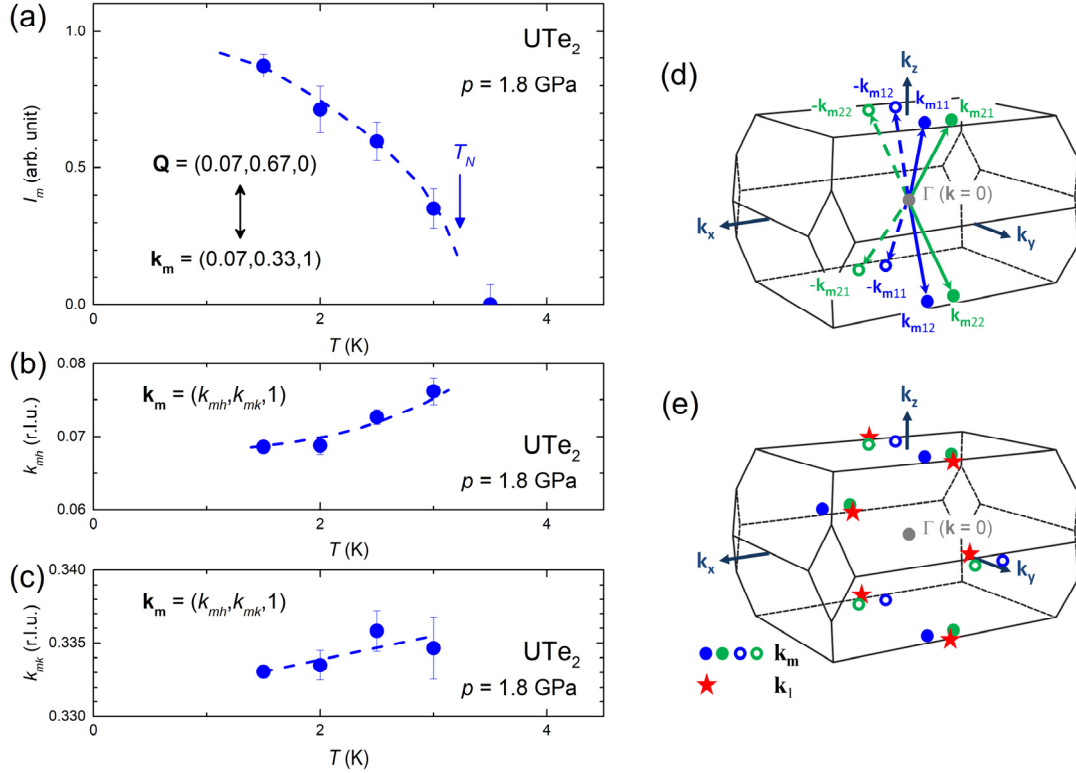 (a)
1.0
0.5
0.0
I_m (arb. unit)
UTe₂
p = 1.8 GPa
Q = (0.07,0.67,0)
k_m = (0.07,0.33,1)
T_N
0
2
4
T (K)
(b)
0.08
0.07
0.06
k_mh (r.l.u.)
k_m = (k_mh,k_mk,1)
UTe₂
p = 1.8 GPa
0
2
4
T (K)
(c)
0.340
0.335
0.330
k_mk (r.l.u.)
k_m = (k_mh,k_mk,1)
UTe₂
p = 1.8 GPa
0
2
4
T (K)
(d)
k_z
-k_m22
-k_m12
k_m11
k_m21
Γ (k = 0)
k_x
k_y
-k_m21
-k_m11
k_m12
k_m22
(e)
k_z
Γ (k = 0)
k_x
k_y
k_m
k_1